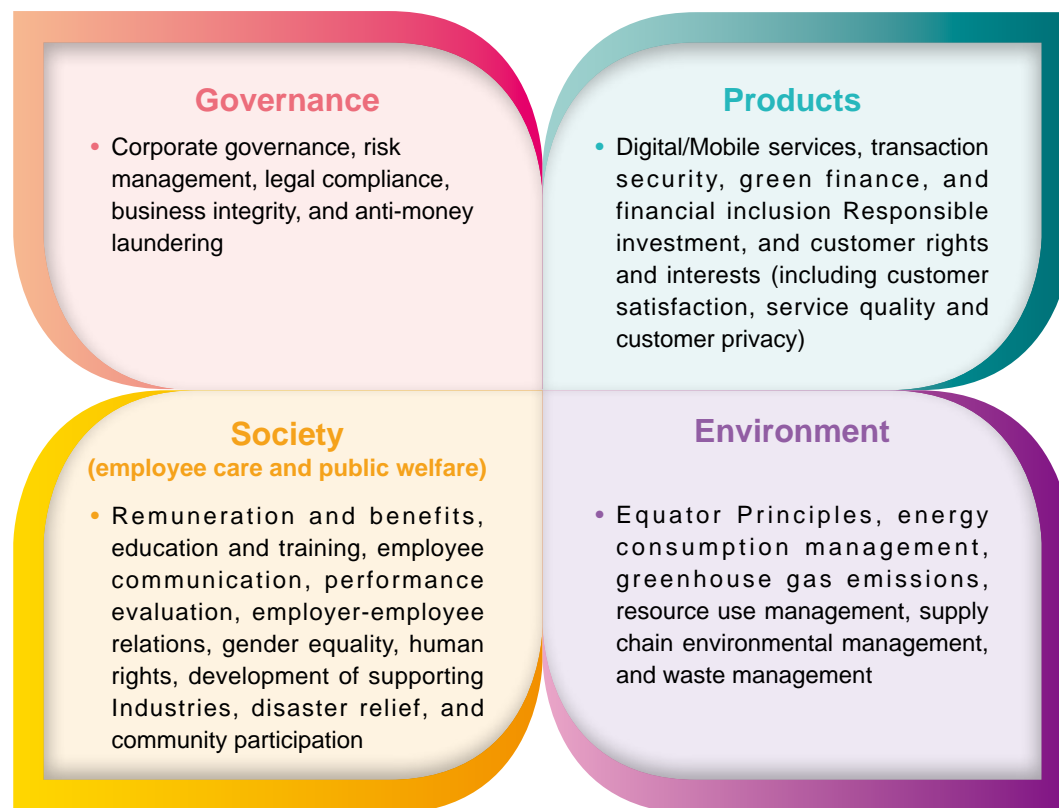 Governance
• Corporate governance, risk
management, legal compliance,
business integrity, and anti-money
laundering
Products
• Digital/Mobile services, transaction
security, green finance, and
financial inclusion Responsible
investment, and customer rights
and interests (including customer
satisfaction, service quality and
customer privacy)
Society
(employee care and public welfare)
• Remuneration and benefits,
education and training, employee
communication, performance
evaluation, employer-employee
relations, gender equality, human
rights, development of supporting
Industries, disaster relief, and
community participation
Environment
• Equator Principles, energy
consumption management,
greenhouse gas emissions,
resource use management, supply
chain environmental management,
and waste management